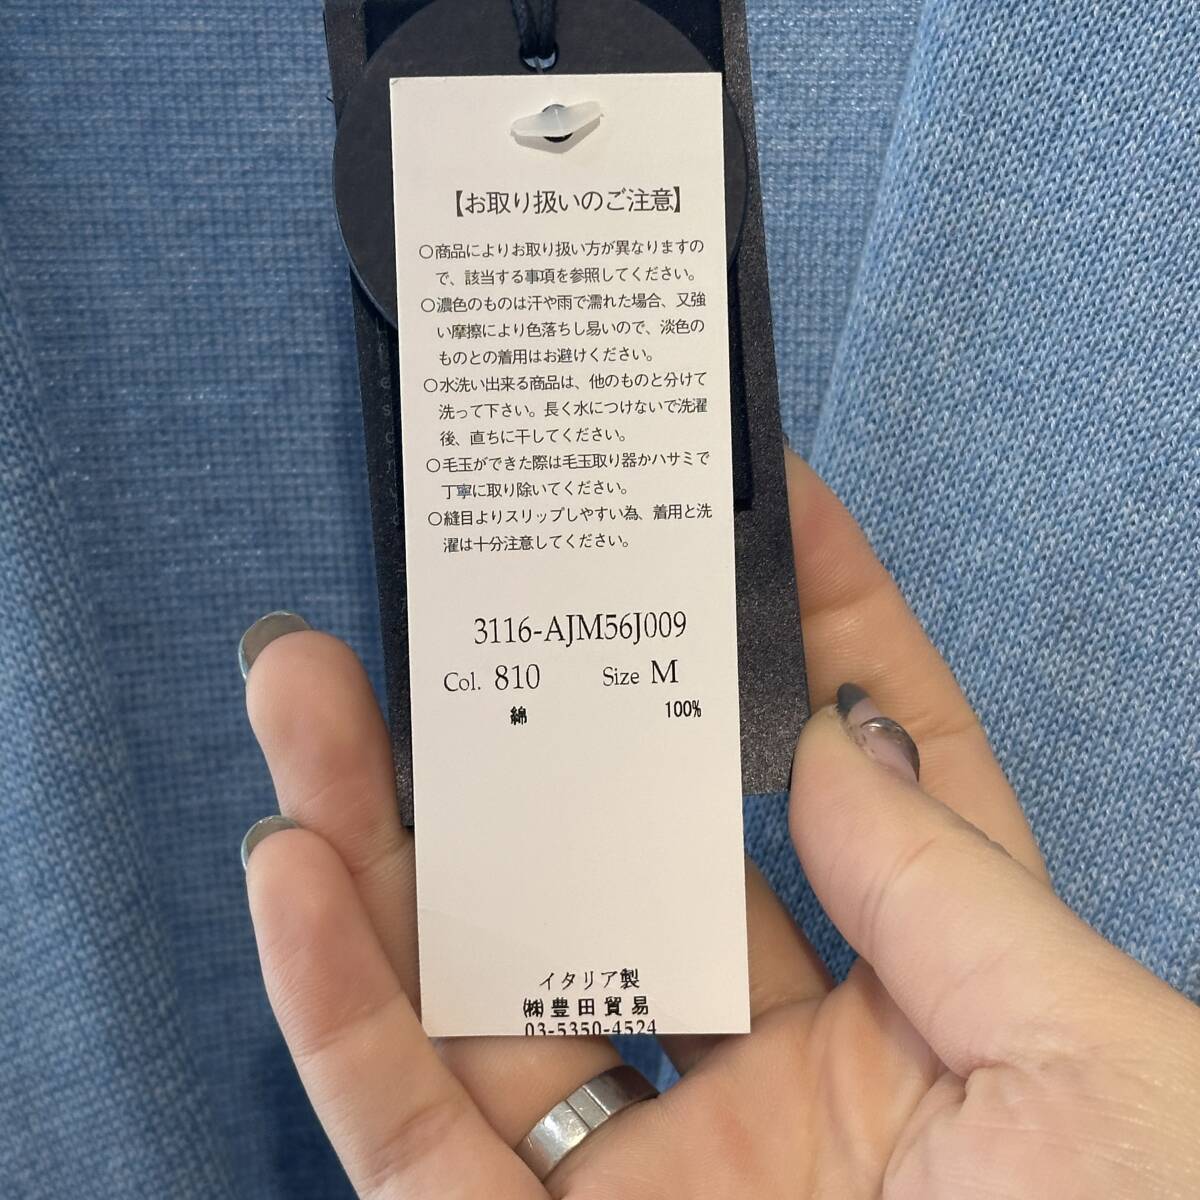 【お取り扱いのご注意】
○商品によりお取り扱い方が異なりますの
で、該当する事項を参照してください。
○濃色のものは汗や雨で濡れた場合、又強
い摩擦により色落ちし易いので、淡色の
ものとの着用はお避けください。
○水洗い出来る商品は、他のものと分けて
洗って下さい。長く水につけないで洗濯
後、直ちに干してください。
○毛玉ができた際は毛玉取り器かハサミで
丁寧に取り除いてください。
○縫目よりスリップしやすい為、着用と洗
濯は十分注意してください。
3116-AJM56J009
Col. 810 Size M
綿 100%
イタリア製
㈱豊田貿易
03-5350-4524